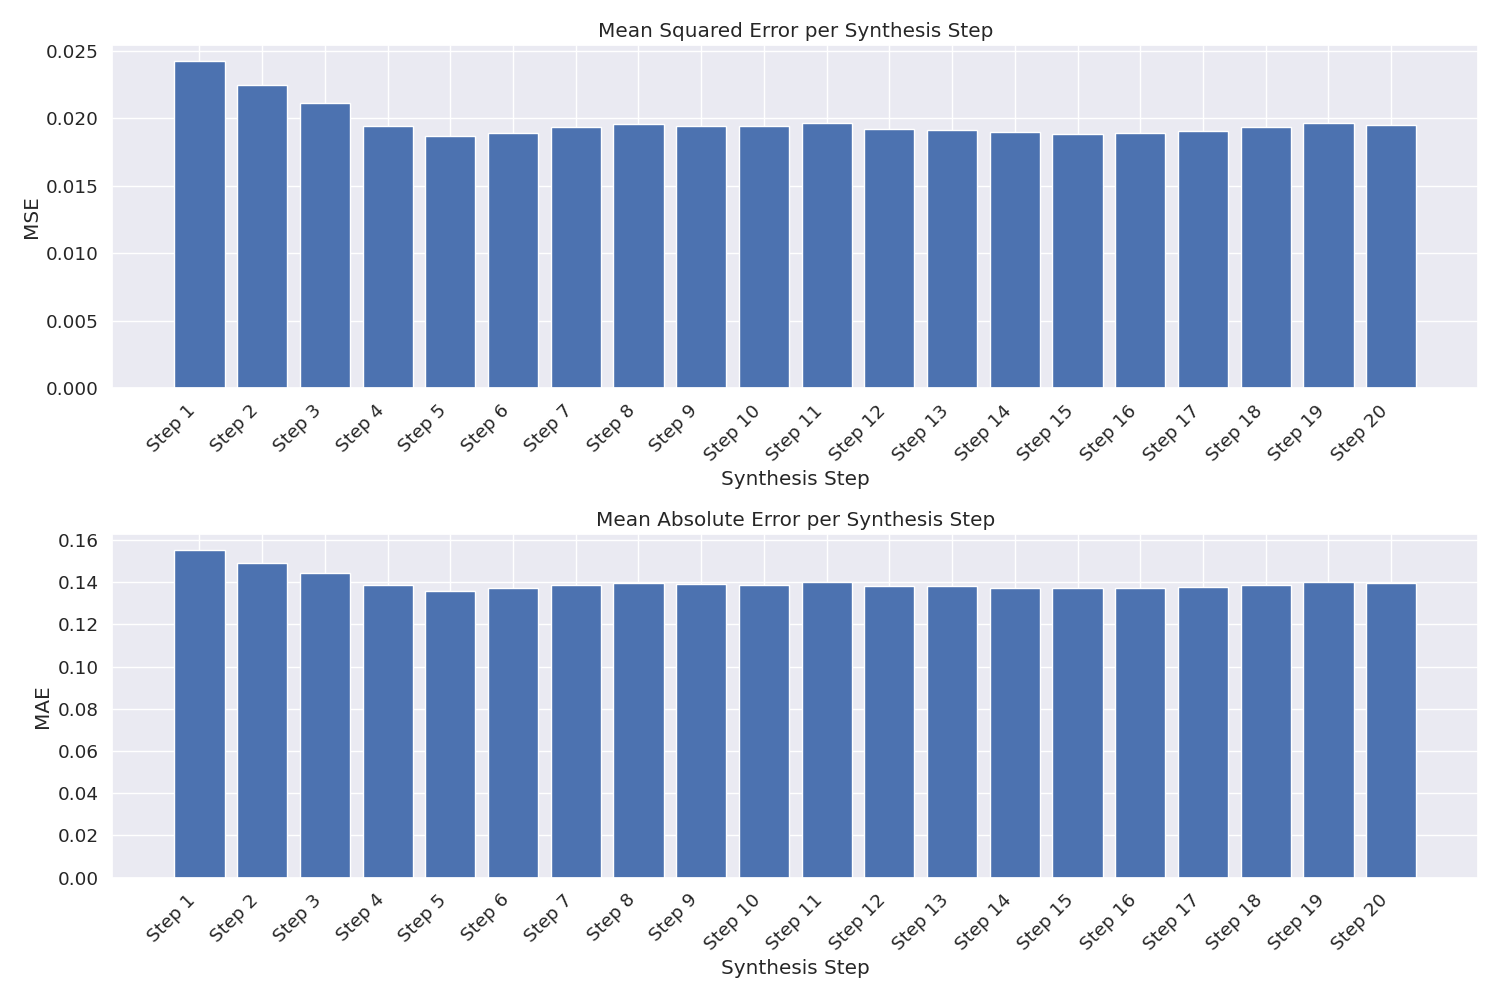 Mean Squared Error per Synthesis Step
0.025
0.020
0.015
0.010
0.005
0.000
MSE
Step 1
Step 2
Step 3
Step 4
Step 5
Step 6
Step 7
Step 8
Step 9
Step 10
Step 11
Step 12
Step 13
Step 14
Step 15
Step 16
Step 17
Step 18
Step 19
Step 20
Synthesis Step
Mean Absolute Error per Synthesis Step
0.16
0.14
0.12
0.10
0.08
0.06
0.04
0.02
0.00
MAE
Step 1
Step 2
Step 3
Step 4
Step 5
Step 6
Step 7
Step 8
Step 9
Step 10
Step 11
Step 12
Step 13
Step 14
Step 15
Step 16
Step 17
Step 18
Step 19
Step 20
Synthesis Step